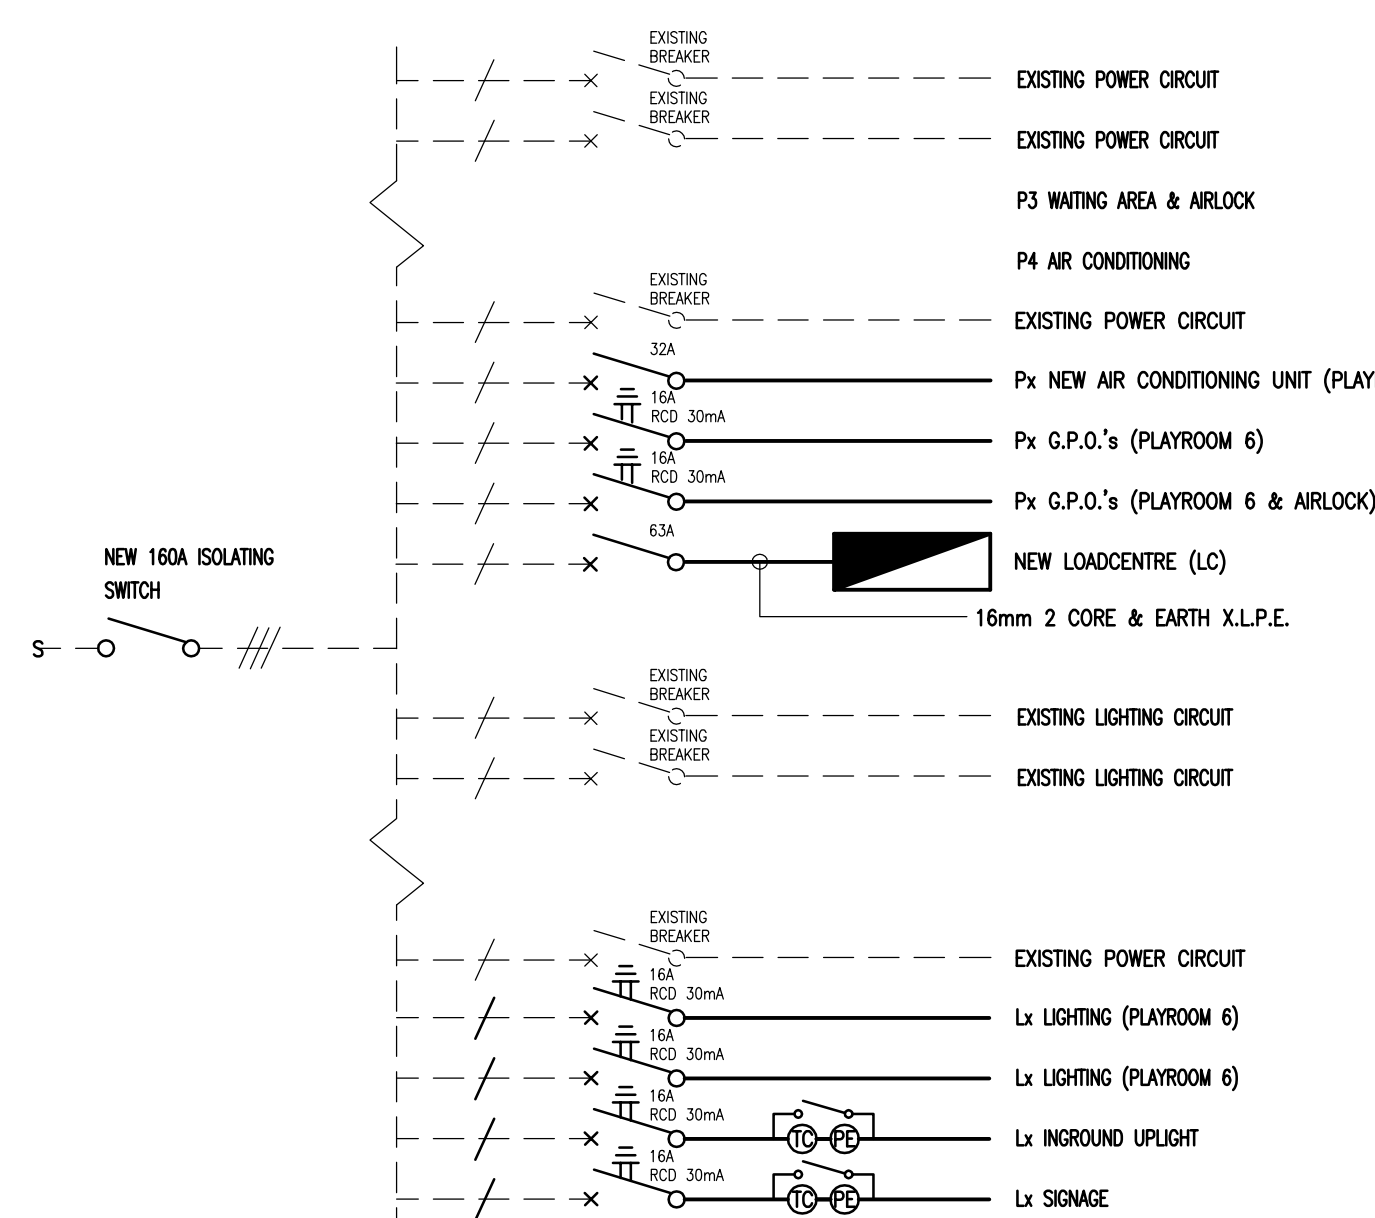 EXISTING
BREAKER
EXISTING POWER CIRCUIT
EXISTING
BREAKER
EXISTING POWER CIRCUIT
P3 WAITING AREA & AIRLOCK
P4 AIR CONDITIONING
EXISTING
BREAKER
EXISTING POWER CIRCUIT
32A
Px NEW AIR CONDITIONING UNIT (PLAY
16A
RCD 30mA
Px G.P.O.'s (PLAYROOM 6)
16A
RCD 30mA
Px G.P.O.'s (PLAYROOM 6 & AIRLOCK)
63A
NEW LOADCENTRE (LC)
16mm 2 CORE & EARTH X.L.P.E.
NEW 160A ISOLATING
SWITCH
S
EXISTING
BREAKER
EXISTING LIGHTING CIRCUIT
EXISTING
BREAKER
EXISTING LIGHTING CIRCUIT
EXISTING
BREAKER
EXISTING POWER CIRCUIT
16A
RCD 30mA
Lx LIGHTING (PLAYROOM 6)
16A
RCD 30mA
Lx LIGHTING (PLAYROOM 6)
16A
RCD 30mA
TC PE
Lx INGROUND UPLIGHT
16A
RCD 30mA
TC PE
Lx SIGNAGE